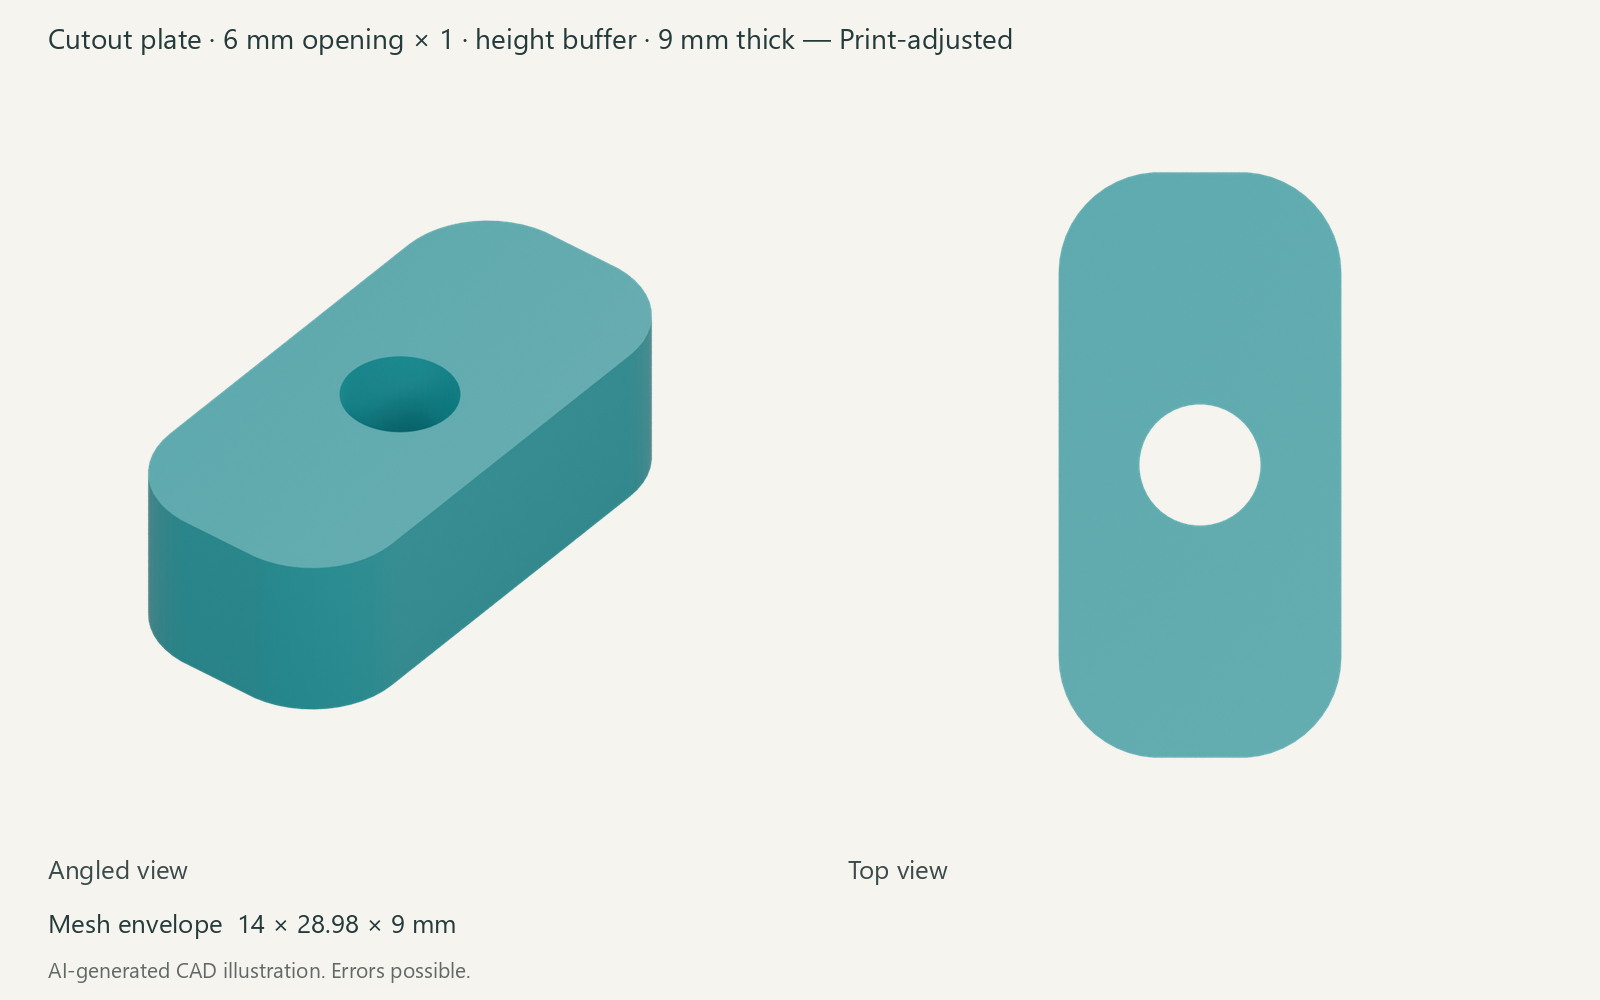 Cutout plate · 6 mm opening × 1 · height buffer · 9 mm thick — Print-adjusted
Angled view
Top view
Mesh envelope 14 × 28.98 × 9 mm
AI-generated CAD illustration. Errors possible.